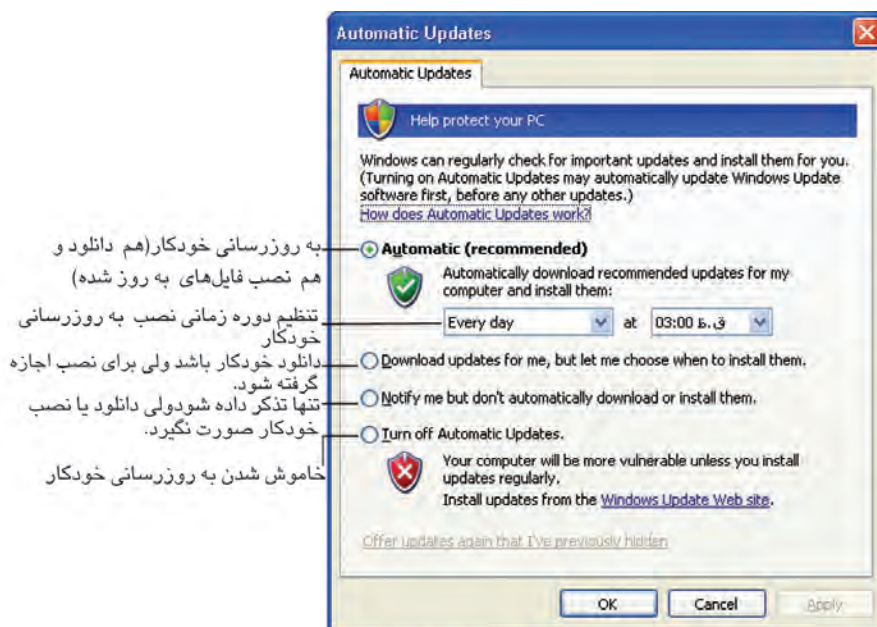 Automatic Updates
Automatic Updates
Help protect your PC
Windows can regularly check for important updates and install them for you.
(Turning on Automatic Updates may automatically update Windows Update
software first, before any other updates.)
How does Automatic Updates work?
به روزرسانی خودکار(هم دانلود و
هم نصب فایل‌های به روز شده)
Automatic (recommended)
Automatically download recommended updates for my
computer and install them:
تنظیم دوره زمانی نصب به روزرسانی
خودکار
Every day at 03:00 ق.ظ
دانلود خودکار باشد ولی برای نصب اجازه
گرفته شود.
Download updates for me, but let me choose when to install them.
تنها تذکر داده شودولی دانلود یا نصب
خودکار صورت نگیرد.
Notify me but don't automatically download or install them.
خاموش شدن به روزرسانی خودکار
Turn off Automatic Updates.
Your computer will be more vulnerable unless you install
updates regularly.
Install updates from the Windows Update Web site.
Offer updates again that I've previously hidden
OK Cancel Apply